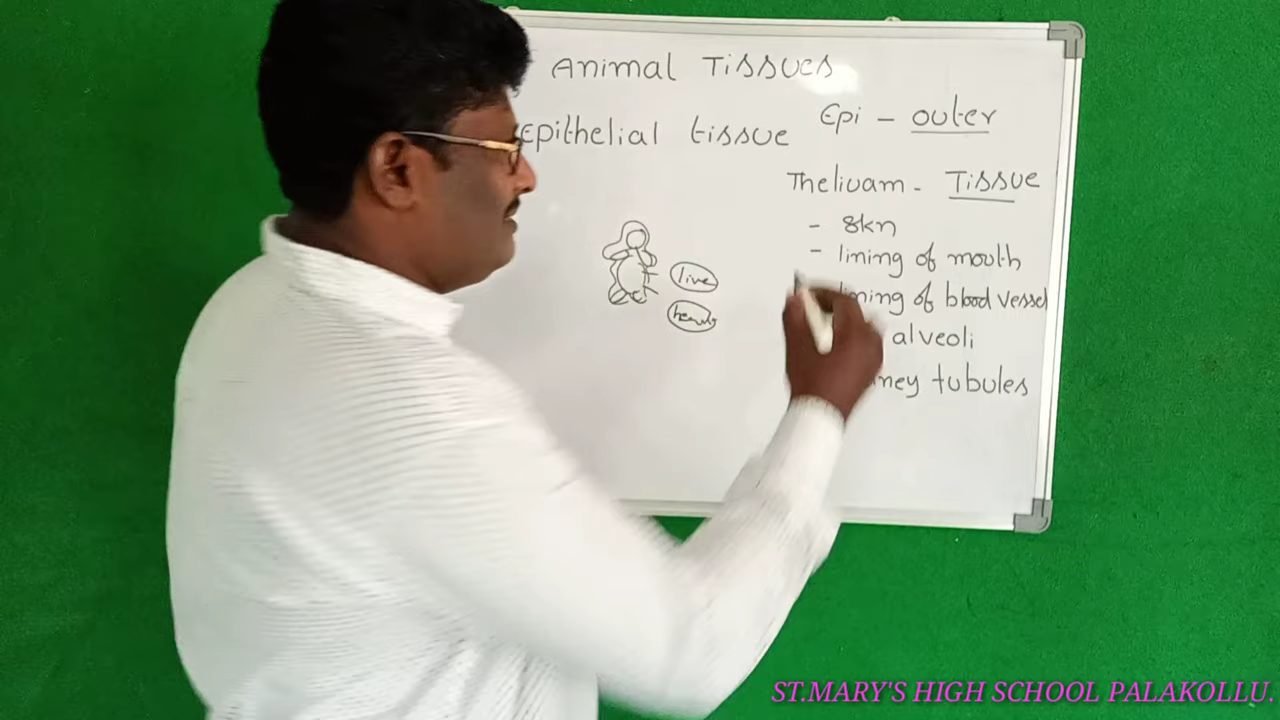 Animal Tissues
Epithelial tissue
Epi - outer
Theliuam - Tissue
- skn
- lining of mouth
lining of blood vessel
alveoli
tubules
live
ST.MARY'S HIGH SCHOOL PALAKOLLU.